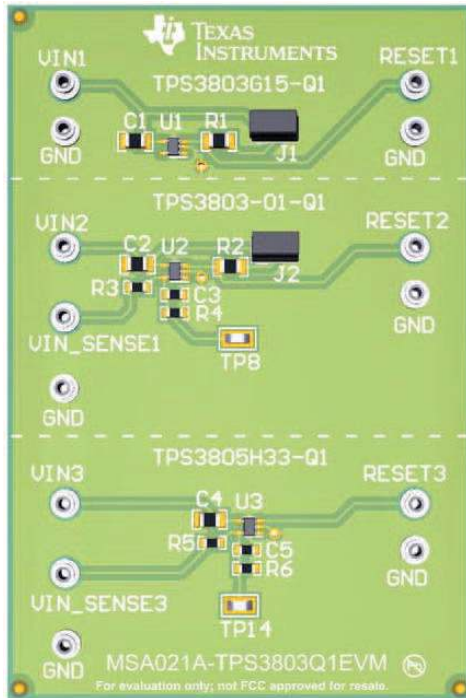 TEXAS
INSTRUMENTS
VIN1
RESET1
TPS3803G15-Q1
C1
U1
R1
J1
GND
GND
TPS3803-01-Q1
VIN2
RESET2
C2
U2
R2
J2
R3
C3
R4
VIN_SENSE1
GND
TP8
GND
TPS3805H33-Q1
VIN3
RESET3
C4
U3
R5
C5
R6
GND
VIN_SENSE3
TP14
GND
MSA021A-TPS3803Q1EVM
For evaluation only; not FCC approved for resale.